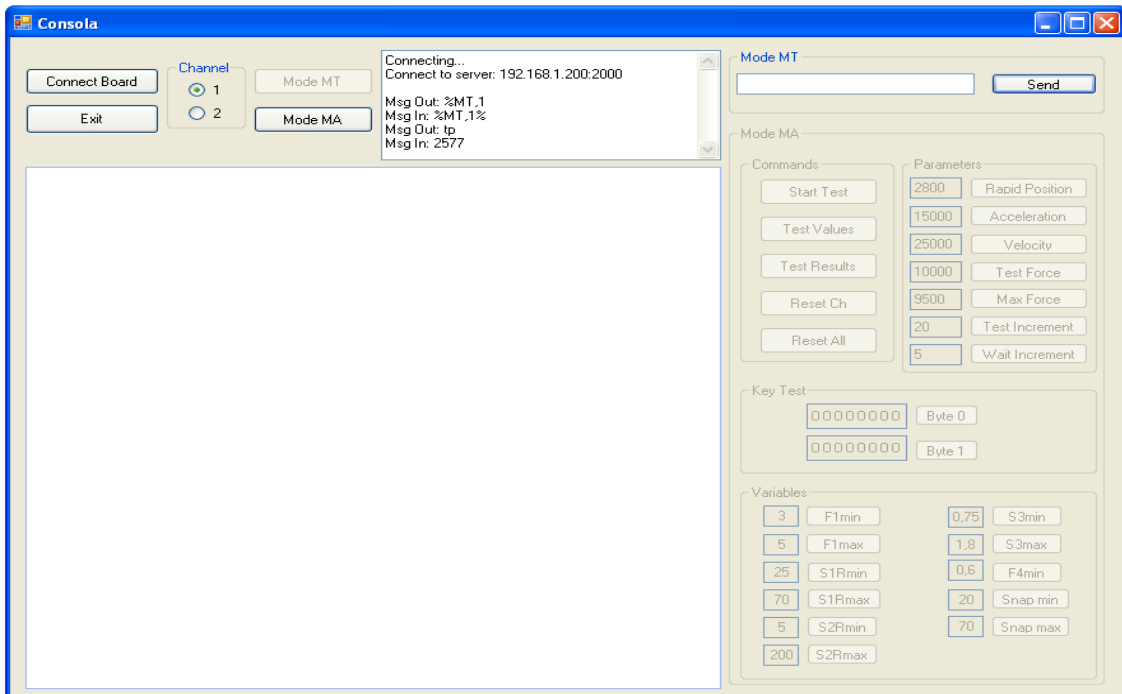 Consola
Connect Board
Exit
Channel
1
2
Mode MT
Mode MA
Connecting...
Connect to server: 192.168.1.200:2000
Msg Out: %MT,1
Msg In: %MT,1%
Msg Out: tp
Msg In: 2577
Mode MT
Send
Mode MA
Commands
Start Test
Test Values
Test Results
Reset Ch
Reset All
Parameters
2800 Rapid Position
15000 Acceleration
25000 Velocity
10000 Test Force
9500 Max Force
20 Test Increment
5 Wait Increment
Key Test
00000000 Byte 0
00000000 Byte 1
Variables
3 F1min
5 F1max
25 S1Rmin
70 S1Rmax
5 S2Rmin
200 S2Rmax
0,75 S3min
1,8 S3max
0,6 F4min
20 Snap min
70 Snap max